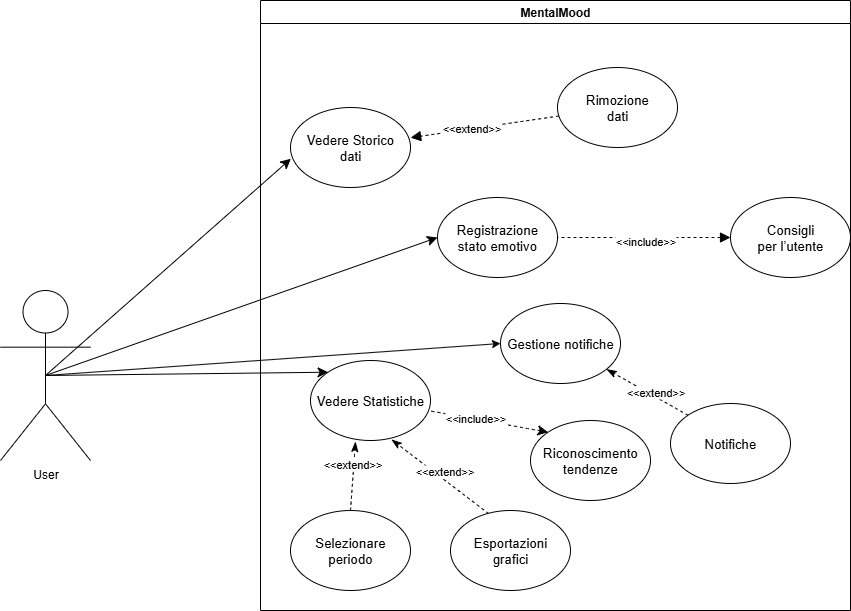 MentalMood
Rimozione
dati
<<extend>>
Vedere Storico
dati
Registrazione
stato emotivo
<<include>>
Consigli
per l'utente
Gestione notifiche
<<extend>>
Vedere Statistiche
<<include>>
Notifiche
Riconoscimento
tendenze
<<extend>>
<<extend>>
User
Selezionare
periodo
Esportazioni
grafici